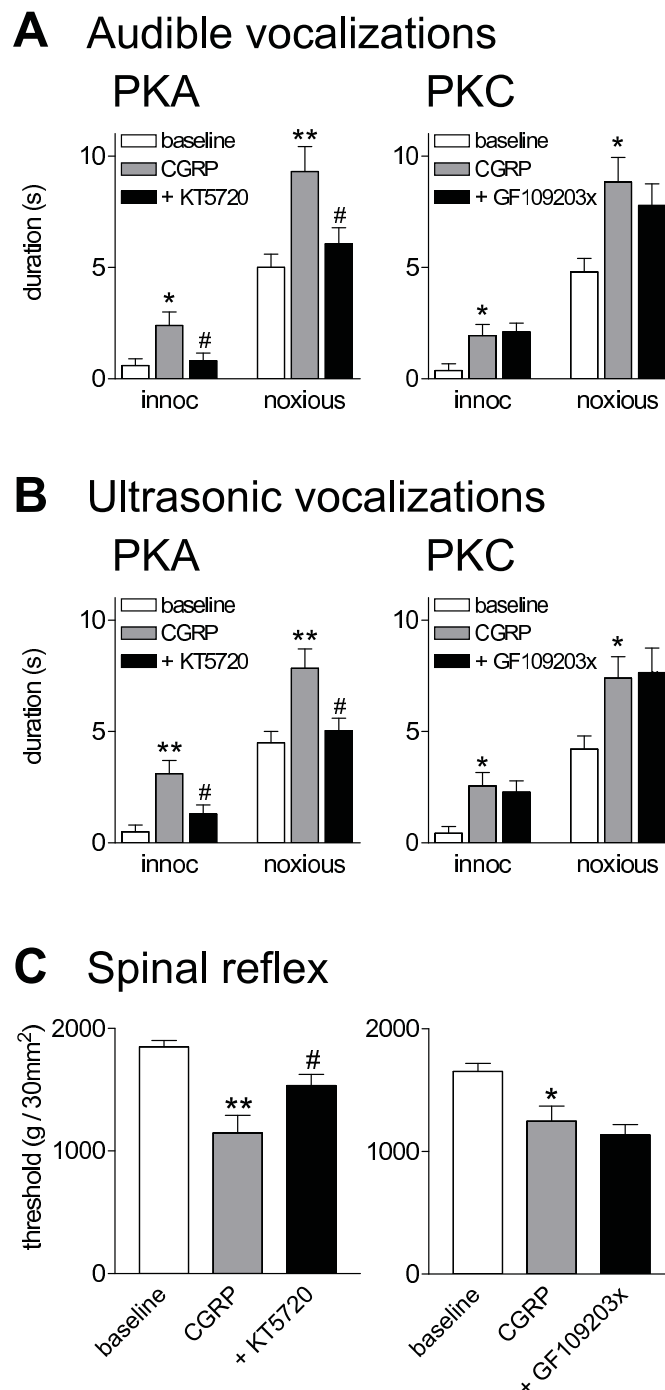 A Audible vocalizations
PKA
baseline
CGRP
+ KT5720
duration (s)
10
5
0
*
#
**
#
innoc noxious
PKC
baseline
CGRP
+ GF109203x
10
5
0
*
*
innoc noxious
B Ultrasonic vocalizations
PKA
baseline
CGRP
+ KT5720
duration (s)
10
5
0
**
#
**
#
innoc noxious
PKC
baseline
CGRP
+ GF109203x
10
5
0
*
*
innoc noxious
C Spinal reflex
threshold (g / 30mm²)
2000
1000
0
**
#
baseline
CGRP
+ KT5720
2000
1000
0
*
baseline
CGRP
+ GF109203x